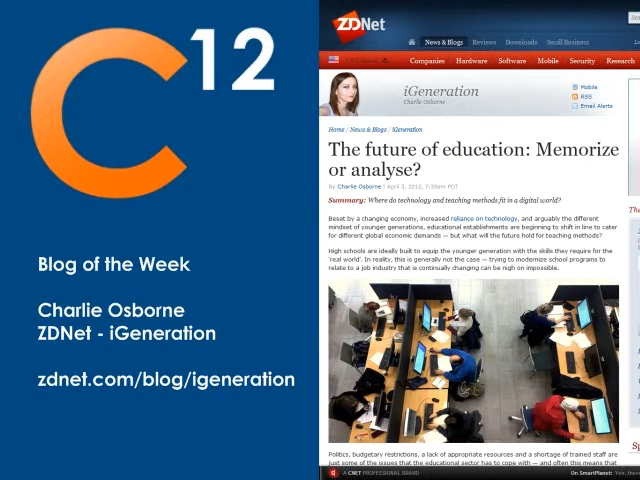 C12
Blog of the Week
Charlie Osborne
ZDNet - iGeneration
zdnet.com/blog/igeneration
ZDNet
News & Blogs Reviews Downloads Small Business
Companies Hardware Software Mobile Security Research
iGeneration
Charlie Osborne
Mobile
RSS
Email Alerts
Home / News & Blogs / iGeneration
The future of education: Memorize
or analyse?
By Charlie Osborne | April 3, 2012, 7:30am PDT
Summary: Where do technology and teaching methods fit in a digital world?
Beset by a changing economy, increased reliance on technology, and arguably the different
mindset of younger generations, educational establishments are beginning to shift in line to cater
for different global economic demands — but what will the future hold for teaching methods?
High schools are ideally built to equip the younger generation with the skills they require for the
'real world'. In reality, this is generally not the case — trying to modernize school programs to
relate to a job industry that is continually changing can be nigh on impossible.
Politics, budgetary restrictions, a lack of appropriate resources and a shortage of trained staff are
just some of the issues that the educational sector has to cope with — and often this means that
A CNET PROFESSIONAL BRAND
On SmartPlanet: